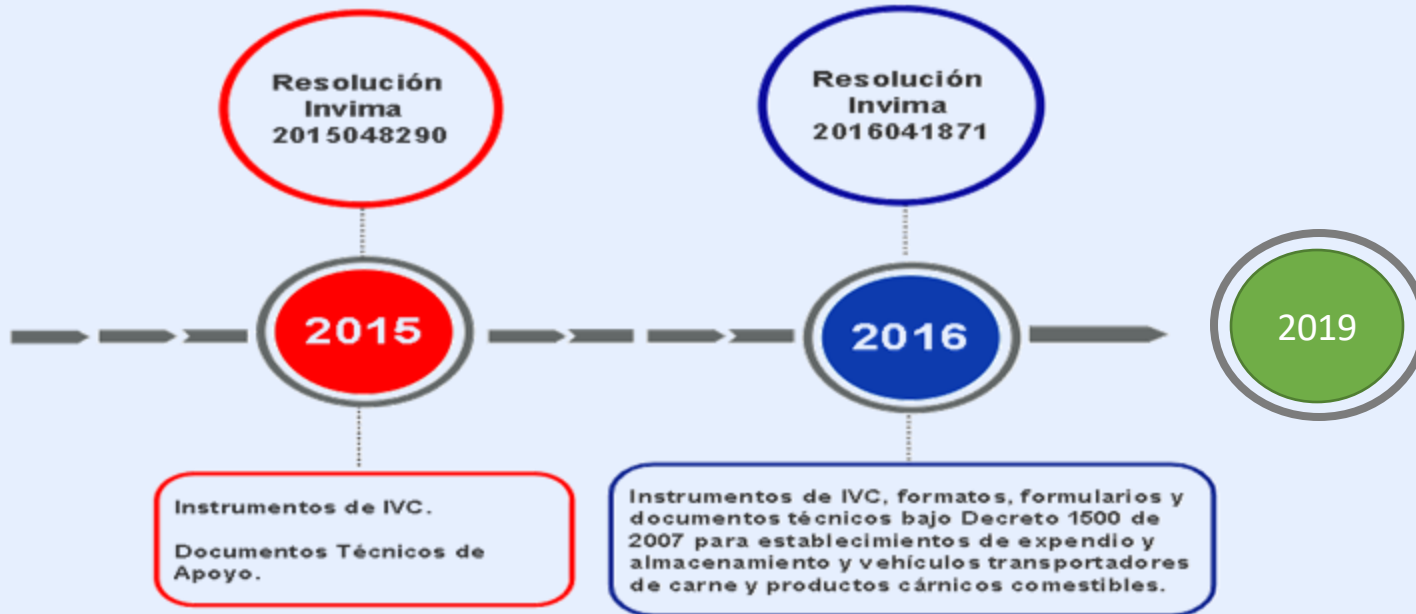 Resolución
Invima
2015048290
Resolución
Invima
2016041871
2015
2016
2019
Instrumentos de IVC.
Documentos Técnicos de
Apoyo.
Instrumentos de IVC, formatos, formularios y
documentos técnicos bajo Decreto 1500 de
2007 para establecimientos de expendio y
almacenamiento y vehículos transportadores
de carne y productos cárnicos comestibles.